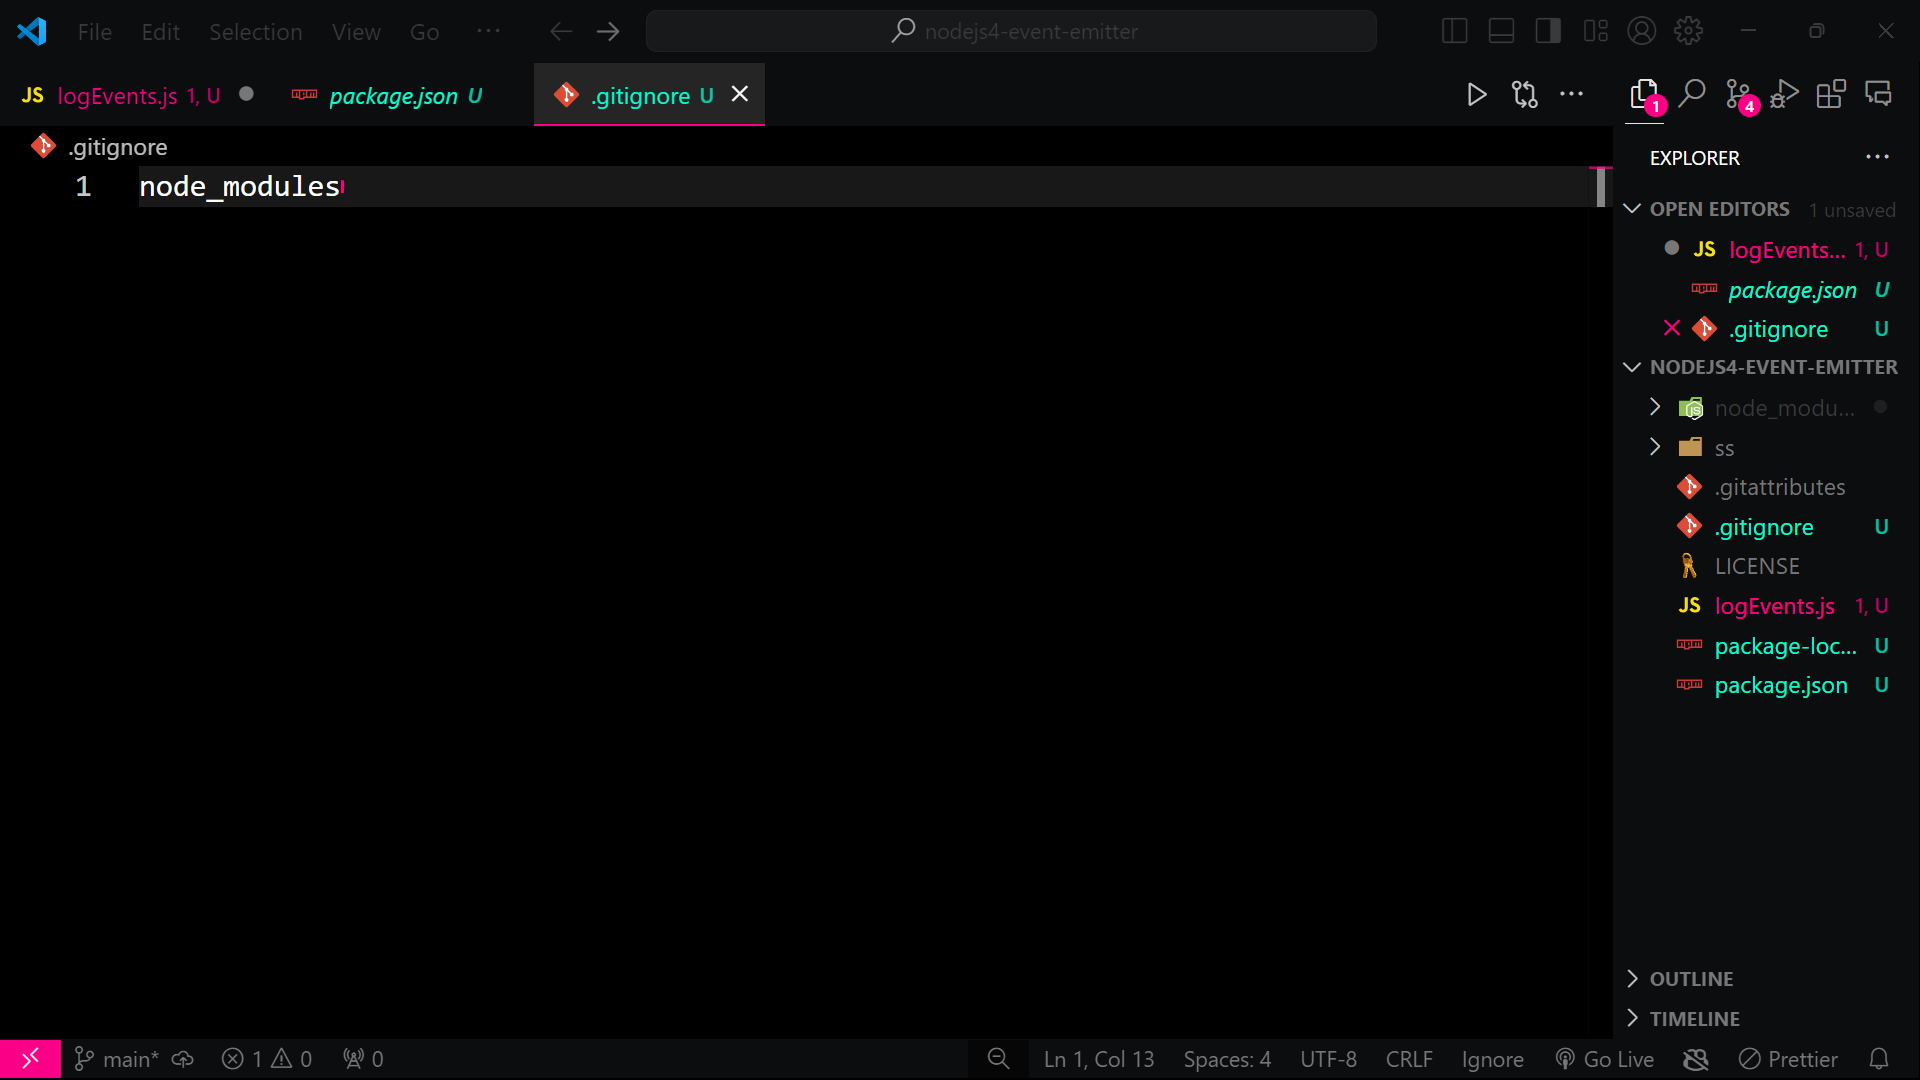 File Edit Selection View Go ··· nodejs4-event-emitter
JS logEvents.js 1, U package.json U .gitignore U
1 4
.gitignore
EXPLORER
1 node_modules
OPEN EDITORS 1 unsaved
JS logEvents... 1, U
package.json U
.gitignore U
NODEJS4-EVENT-EMITTER
node_modu...
ss
.gitattributes
.gitignore U
LICENSE
JS logEvents.js 1, U
package-loc... U
package.json U
OUTLINE
TIMELINE
main* 1 0 0 Ln 1, Col 13 Spaces: 4 UTF-8 CRLF Ignore Go Live Prettier